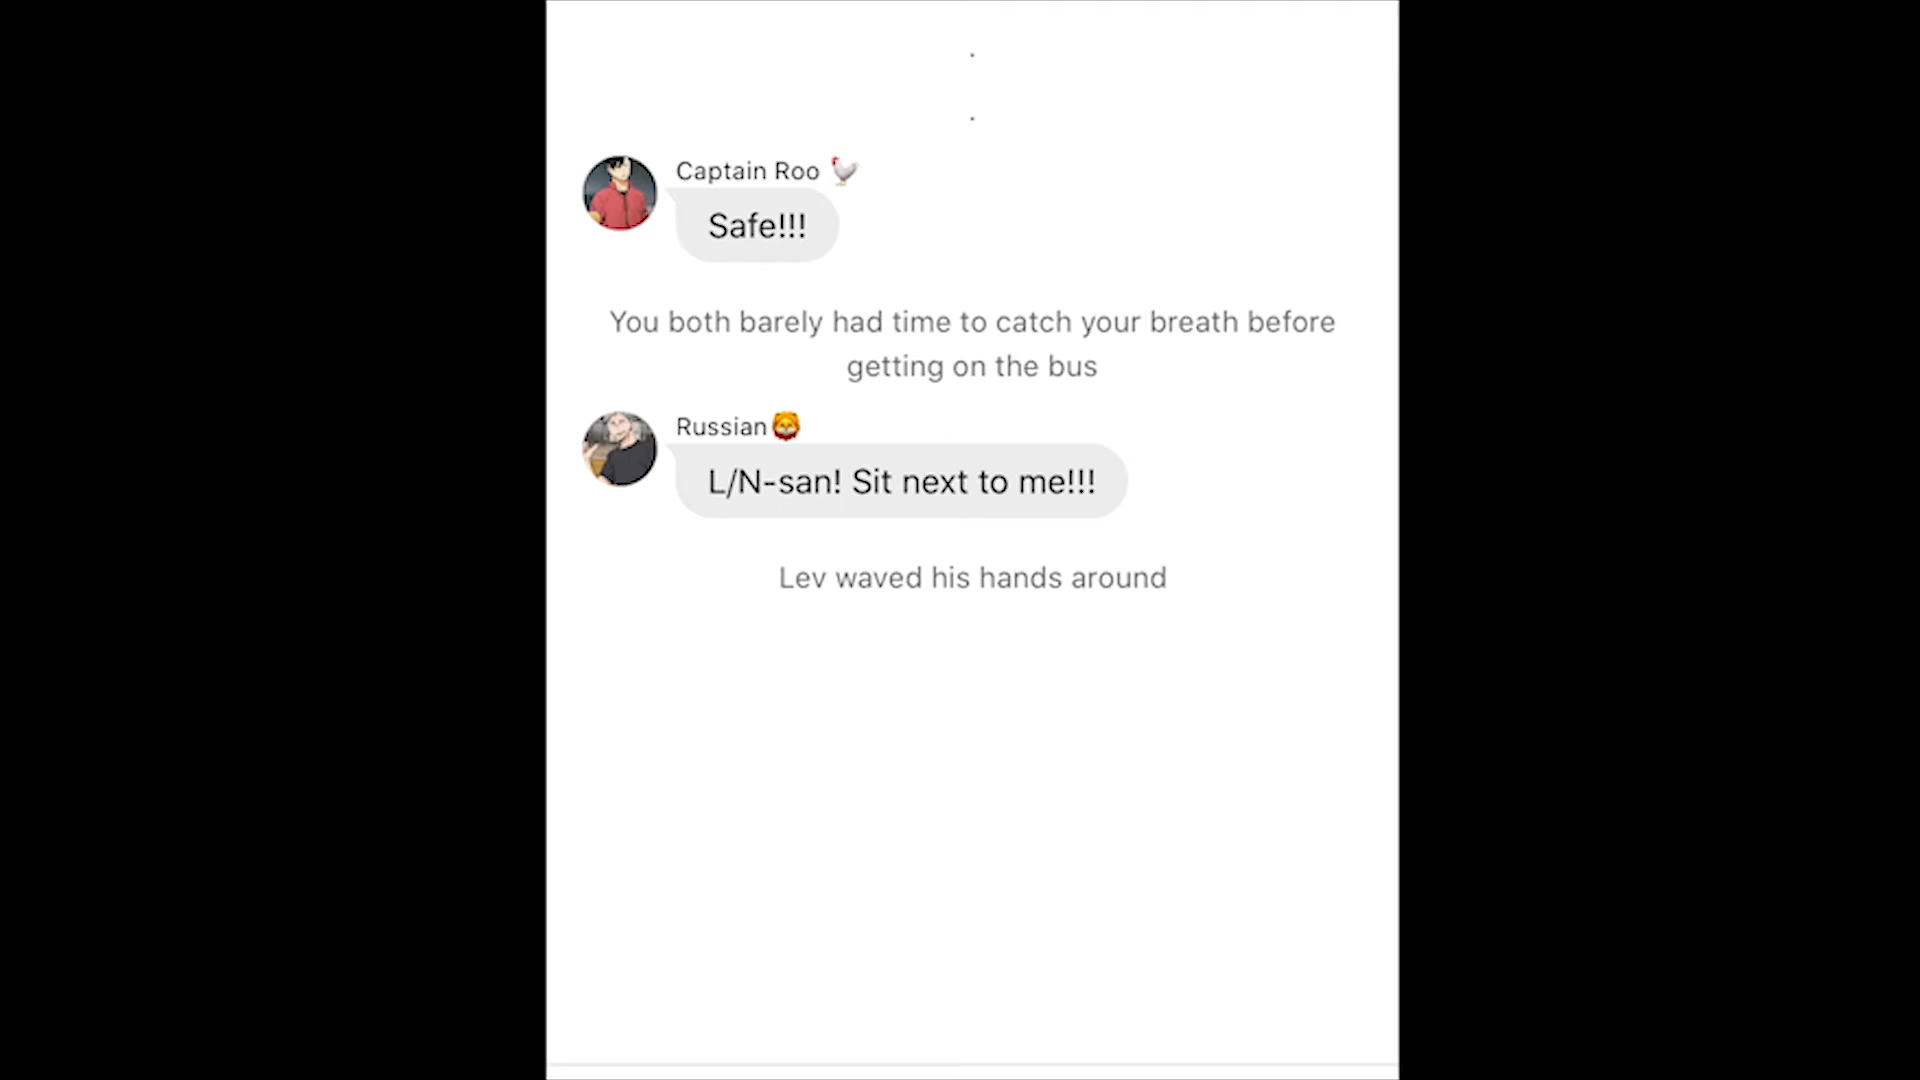 .
.
Captain Roo 🐓
Safe!!!
You both barely had time to catch your breath before
getting on the bus
Russian🦁
L/N-san! Sit next to me!!!
Lev waved his hands around